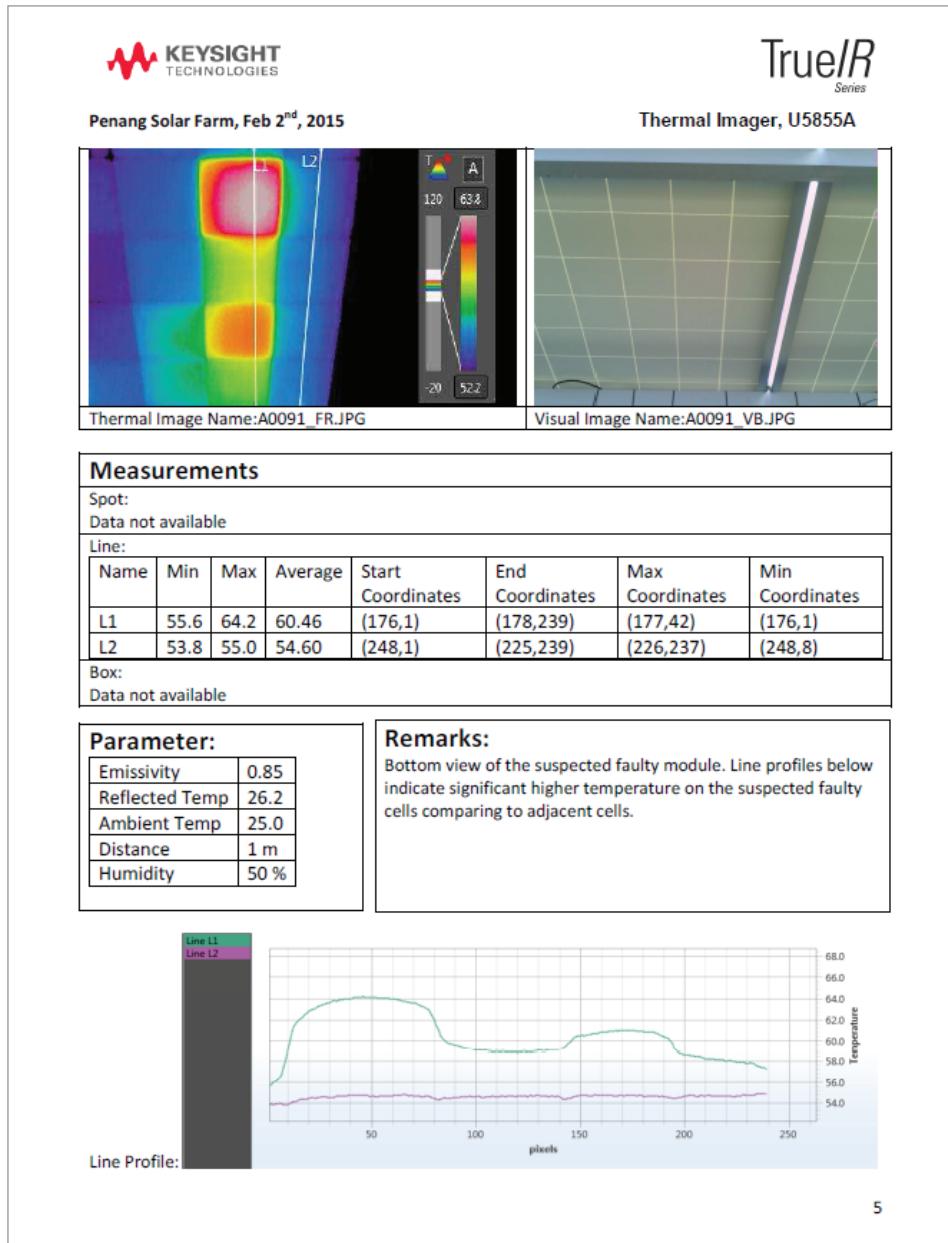 KEYSIGHT
TECHNOLOGIES
TrueIR
Series
Penang Solar Farm, Feb 2nd, 2015
Thermal Imager, U5855A
L1
L2
T
A
120
63.8
-20
52.2
Thermal Image Name:A0091_FR.JPG
Visual Image Name:A0091_VB.JPG
Measurements
Spot:
Data not available
Line:
Name Min Max Average Start Coordinates End Coordinates Max Coordinates Min Coordinates
L1 55.6 64.2 60.46 (176,1) (178,239) (177,42) (176,1)
L2 53.8 55.0 54.60 (248,1) (225,239) (226,237) (248,8)
Box:
Data not available
Parameter:
Emissivity 0.85
Reflected Temp 26.2
Ambient Temp 25.0
Distance 1 m
Humidity 50 %
Remarks:
Bottom view of the suspected faulty module. Line profiles below
indicate significant higher temperature on the suspected faulty
cells comparing to adjacent cells.
Line L1
Line L2
68.0
66.0
64.0
62.0
60.0
58.0
56.0
54.0
Temperature
50 100 150 200 250
pixels
Line Profile:
5